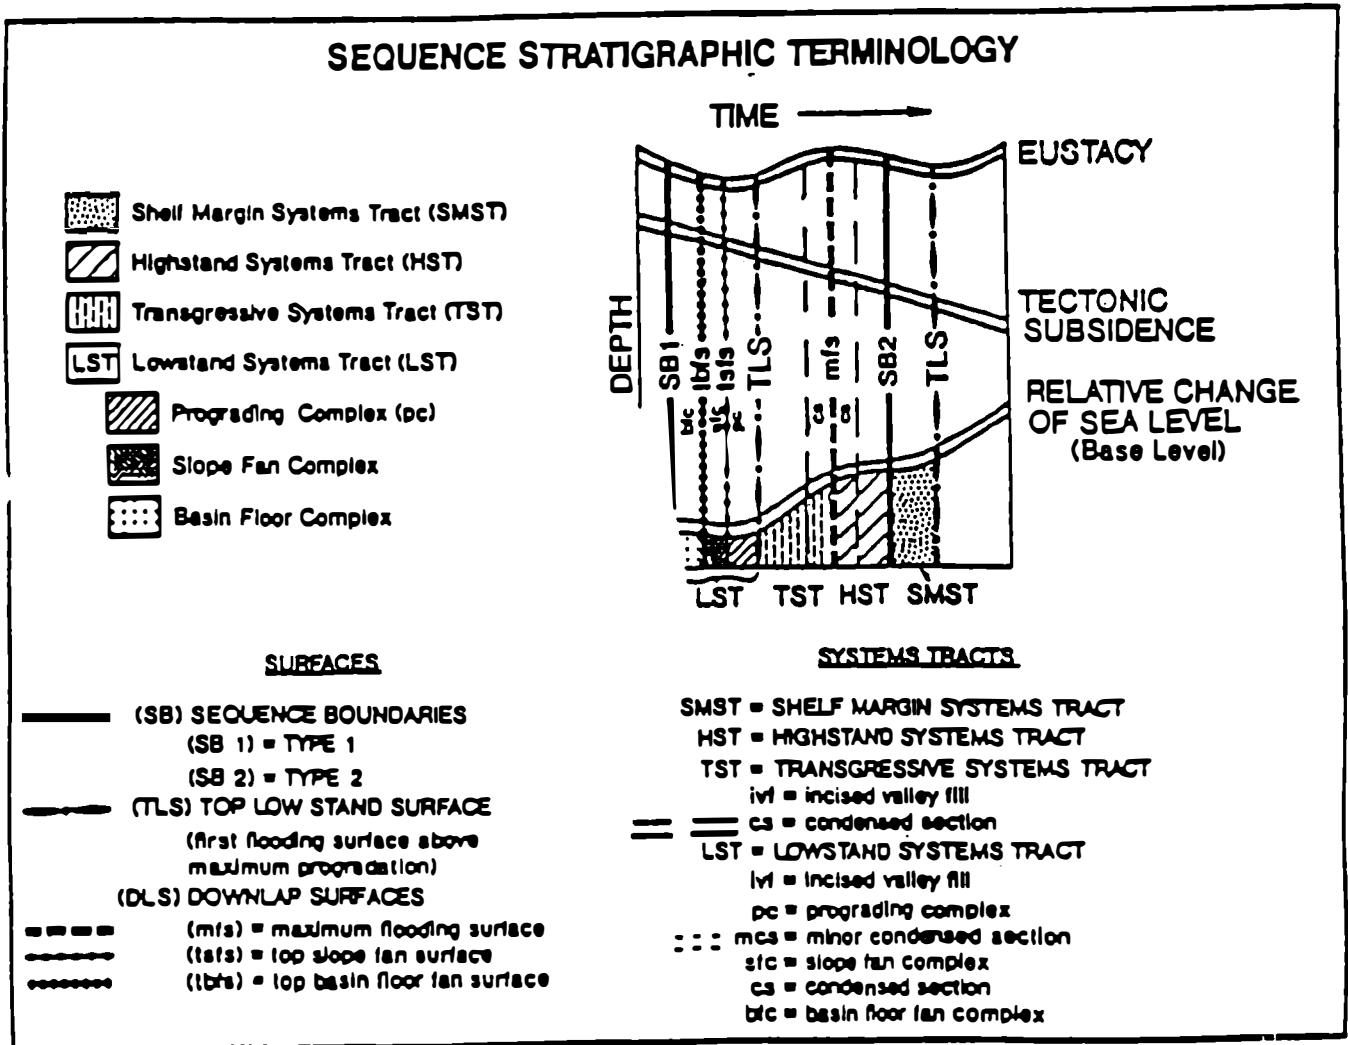 SEQUENCE STRATIGRAPHIC TERMINOLOGY
TIME
EUSTACY
TECTONIC
SUBSIDENCE
RELATIVE CHANGE
OF SEA LEVEL
(Base Level)
DEPTH
SB1
tbfs
tsfs
TLS
mfs
SB2
TLS
bfc
sfc
pc
cs
cs
LST
TST
HST
SMST
Shelf Margin Systems Tract (SMST)
Highstand Systems Tract (HST)
Transgressive Systems Tract (TST)
LST Lowstand Systems Tract (LST)
Prograding Complex (pc)
Slope Fan Complex
Basin Floor Complex
SURFACES
(SB) SEQUENCE BOUNDARIES
(SB 1) = TYPE 1
(SB 2) = TYPE 2
(TLS) TOP LOW STAND SURFACE
(first flooding surface above
maximum progradation)
(DLS) DOWNLAP SURFACES
(mfs) = maximum flooding surface
(tsfs) = top slope fan surface
(tbfs) = top basin floor fan surface
SYSTEMS TRACTS
SMST = SHELF MARGIN SYSTEMS TRACT
HST = HIGHSTAND SYSTEMS TRACT
TST = TRANSGRESSIVE SYSTEMS TRACT
ivf = incised valley fill
cs = condensed section
LST = LOWSTAND SYSTEMS TRACT
ivf = incised valley fill
pc = prograding complex
mcs = minor condensed section
sfc = slope fan complex
cs = condensed section
bfc = basin floor fan complex